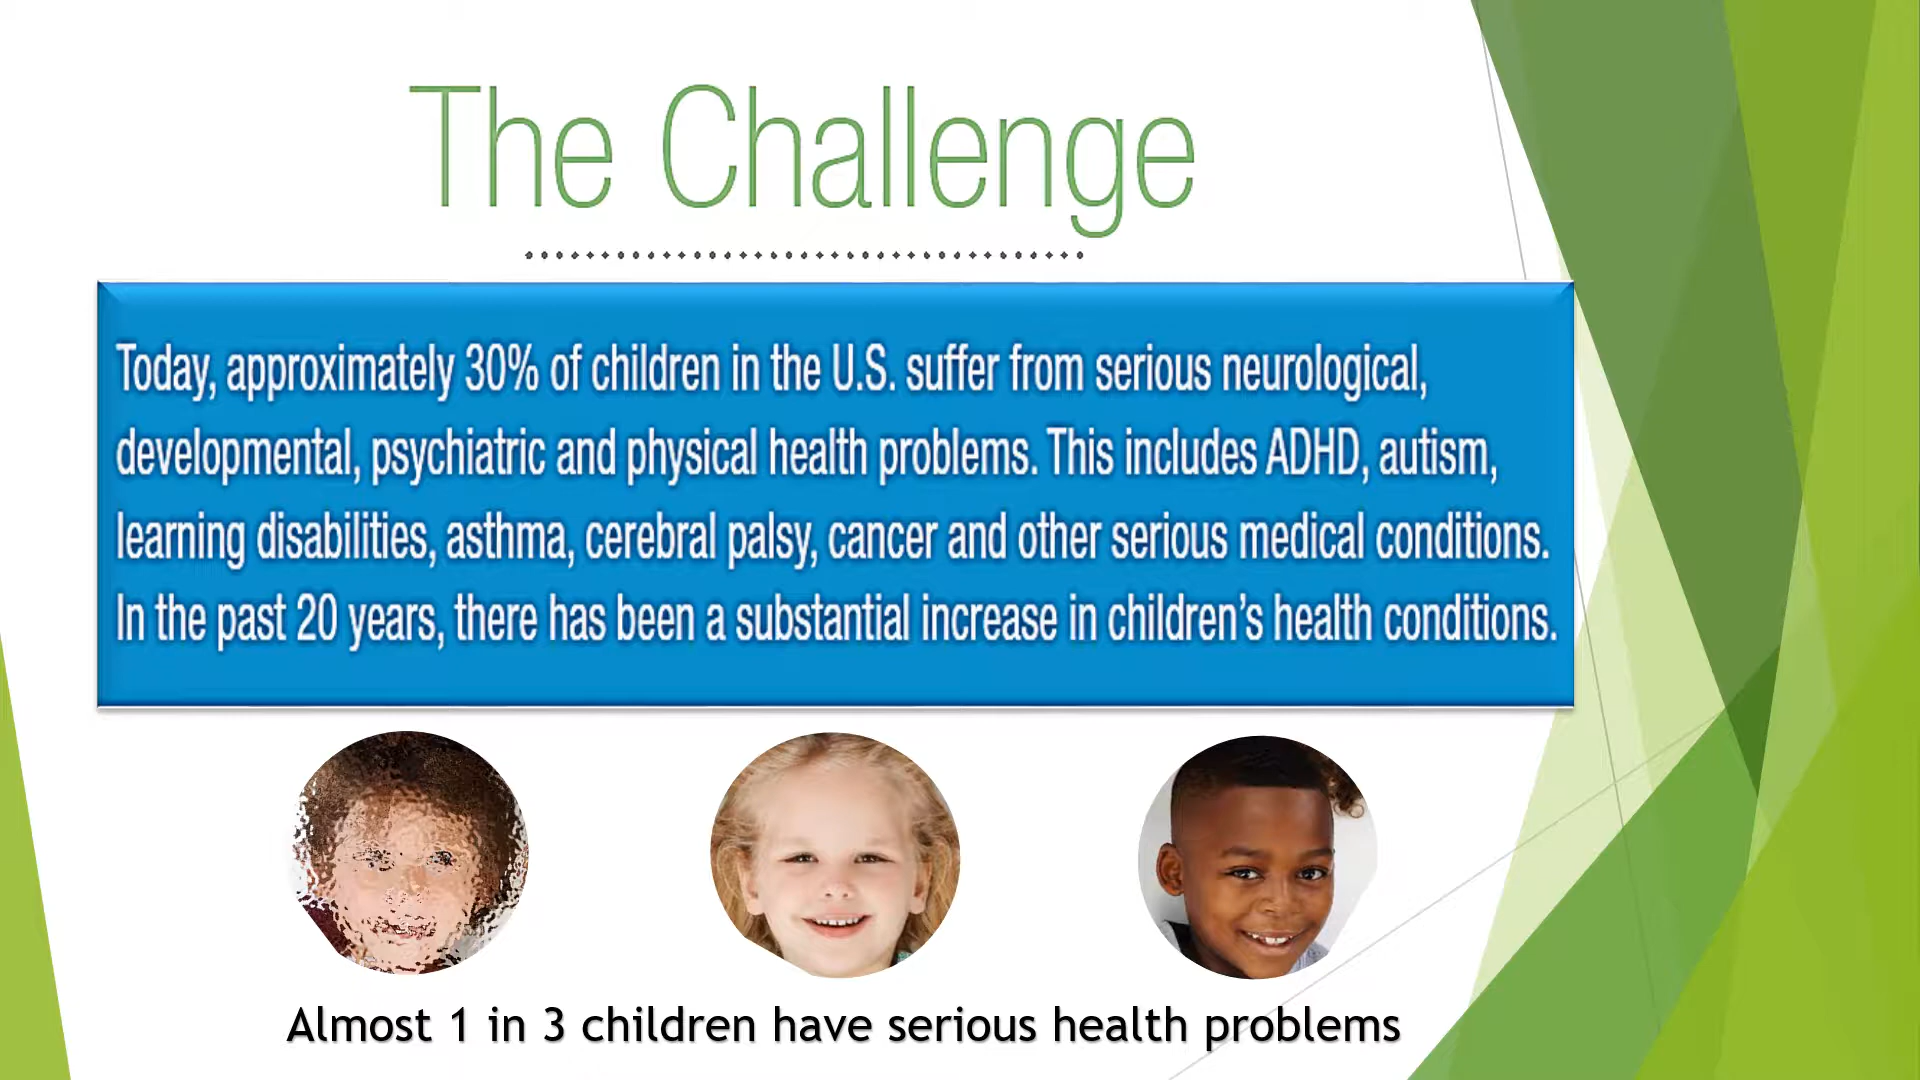 The Challenge
Today, approximately 30% of children in the U.S. suffer from serious neurological,
developmental, psychiatric and physical health problems. This includes ADHD, autism,
learning disabilities, asthma, cerebral palsy, cancer and other serious medical conditions.
In the past 20 years, there has been a substantial increase in children’s health conditions.
Almost 1 in 3 children have serious health problems